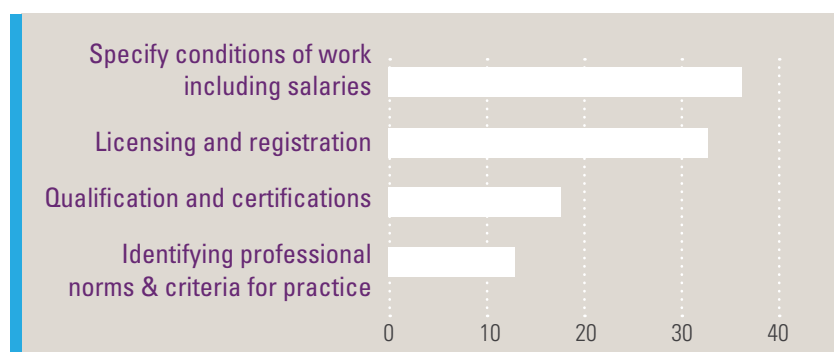 Specify conditions of work
including salaries
Licensing and registration
Qualification and certifications
Identifying professional
norms & criteria for practice
0 10 20 30 40